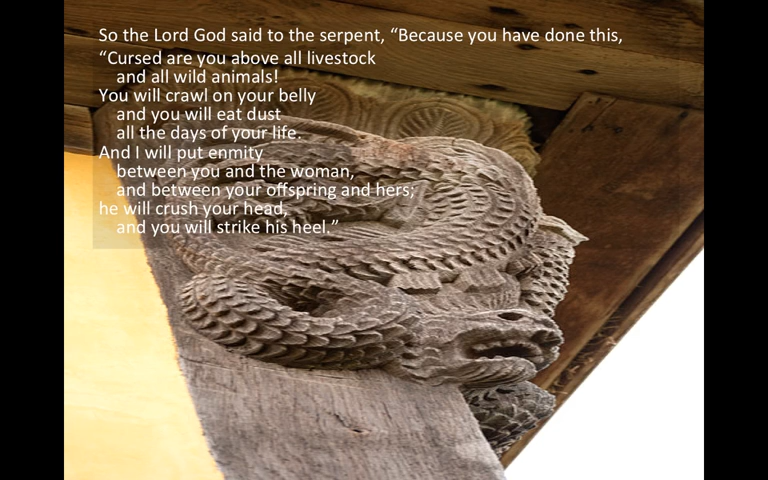 So the Lord God said to the serpent, “Because you have done this,
“Cursed are you above all livestock
and all wild animals!
You will crawl on your belly
and you will eat dust
all the days of your life.
And I will put enmity
between you and the woman,
and between your offspring and hers;
he will crush your head,
and you will strike his heel.”